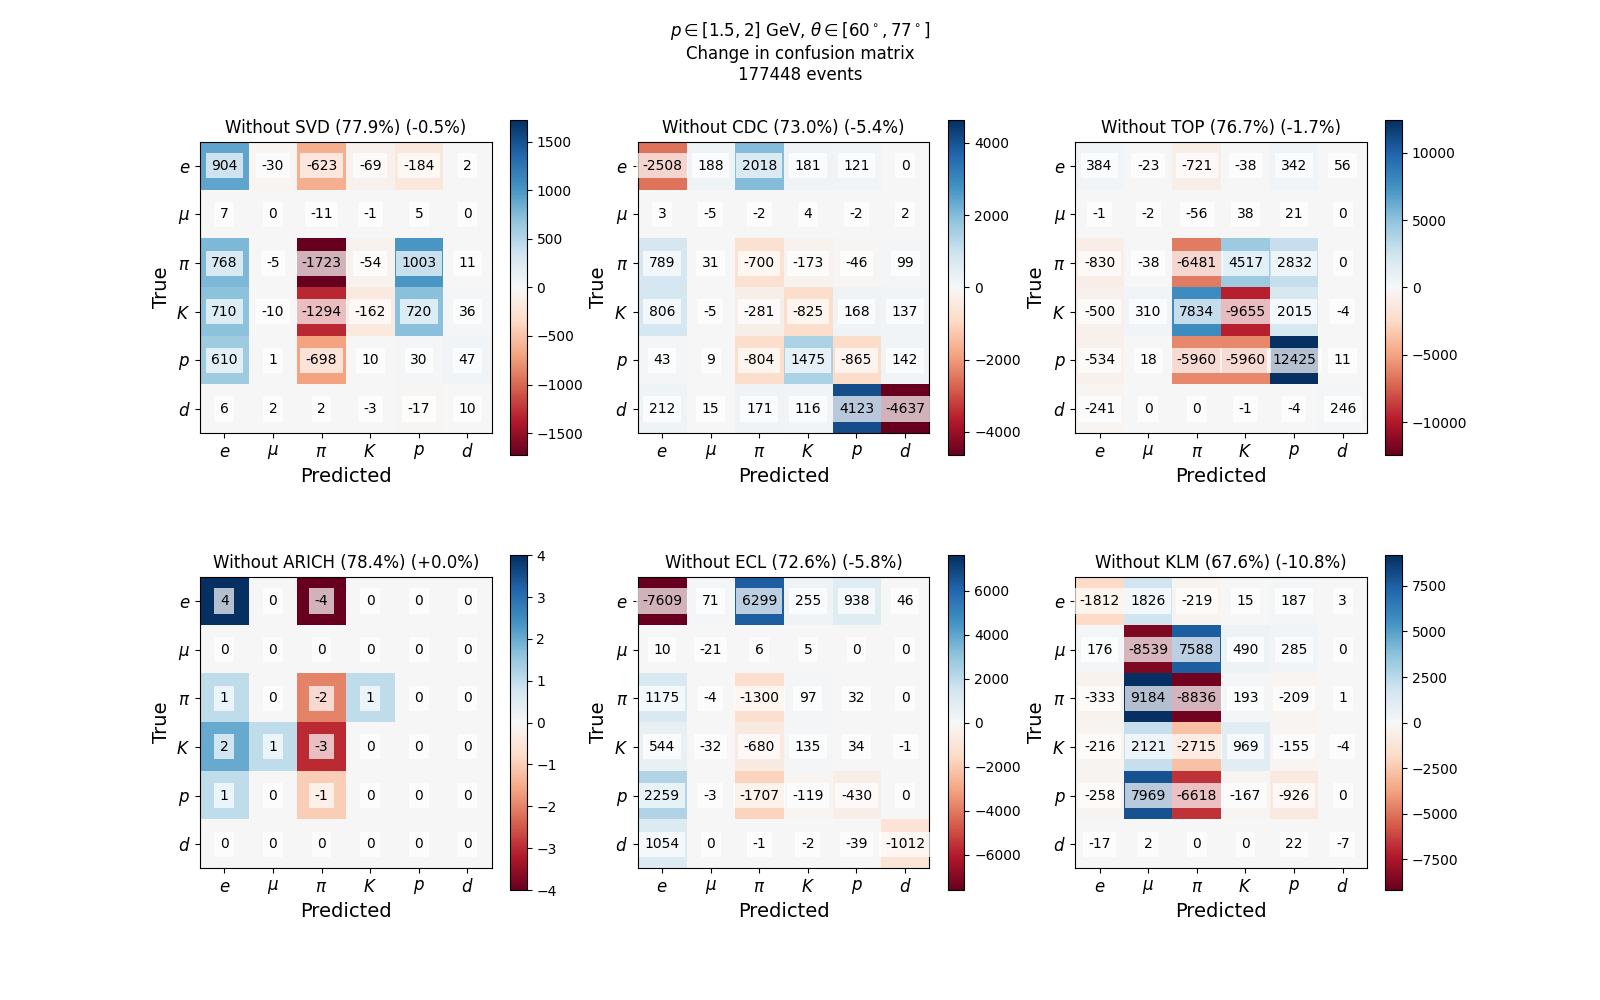 p ∈ [1.5, 2] GeV, θ ∈ [60°, 77°]
Change in confusion matrix
177448 events
Without SVD (77.9%) (-0.5%)
e 904 -30 -623 -69 -184 2
μ 7 0 -11 -1 5 0
π 768 -5 -1723 -54 1003 11
K 710 -10 -1294 -162 720 36
p 610 1 -698 10 30 47
d 6 2 2 -3 -17 10
e μ π K p d
True
Predicted
1500
1000
500
0
−500
−1000
−1500
Without CDC (73.0%) (-5.4%)
e -2508 188 2018 181 121 0
μ 3 -5 -2 4 -2 2
π 789 31 -700 -173 -46 99
K 806 -5 -281 -825 168 137
p 43 9 -804 1475 -865 142
d 212 15 171 116 4123 -4637
e μ π K p d
True
Predicted
4000
2000
0
−2000
−4000
Without TOP (76.7%) (-1.7%)
e 384 -23 -721 -38 342 56
μ -1 -2 -56 38 21 0
π -830 -38 -6481 4517 2832 0
K -500 310 7834 -9655 2015 -4
p -534 18 -5960 -5960 12425 11
d -241 0 0 -1 -4 246
e μ π K p d
True
Predicted
10000
5000
0
−5000
−10000
Without ARICH (78.4%) (+0.0%)
e 4 0 -4 0 0 0
μ 0 0 0 0 0 0
π 1 0 -2 1 0 0
K 2 1 -3 0 0 0
p 1 0 -1 0 0 0
d 0 0 0 0 0 0
e μ π K p d
True
Predicted
4
3
2
1
0
−1
−2
−3
−4
Without ECL (72.6%) (-5.8%)
e -7609 71 6299 255 938 46
μ 10 -21 6 5 0 0
π 1175 -4 -1300 97 32 0
K 544 -32 -680 135 34 -1
p 2259 -3 -1707 -119 -430 0
d 1054 0 -1 -2 -39 -1012
e μ π K p d
True
Predicted
6000
4000
2000
0
−2000
−4000
−6000
Without KLM (67.6%) (-10.8%)
e -1812 1826 -219 15 187 3
μ 176 -8539 7588 490 285 0
π -333 9184 -8836 193 -209 1
K -216 2121 -2715 969 -155 -4
p -258 7969 -6618 -167 -926 0
d -17 2 0 0 22 -7
e μ π K p d
True
Predicted
7500
5000
2500
0
−2500
−5000
−7500